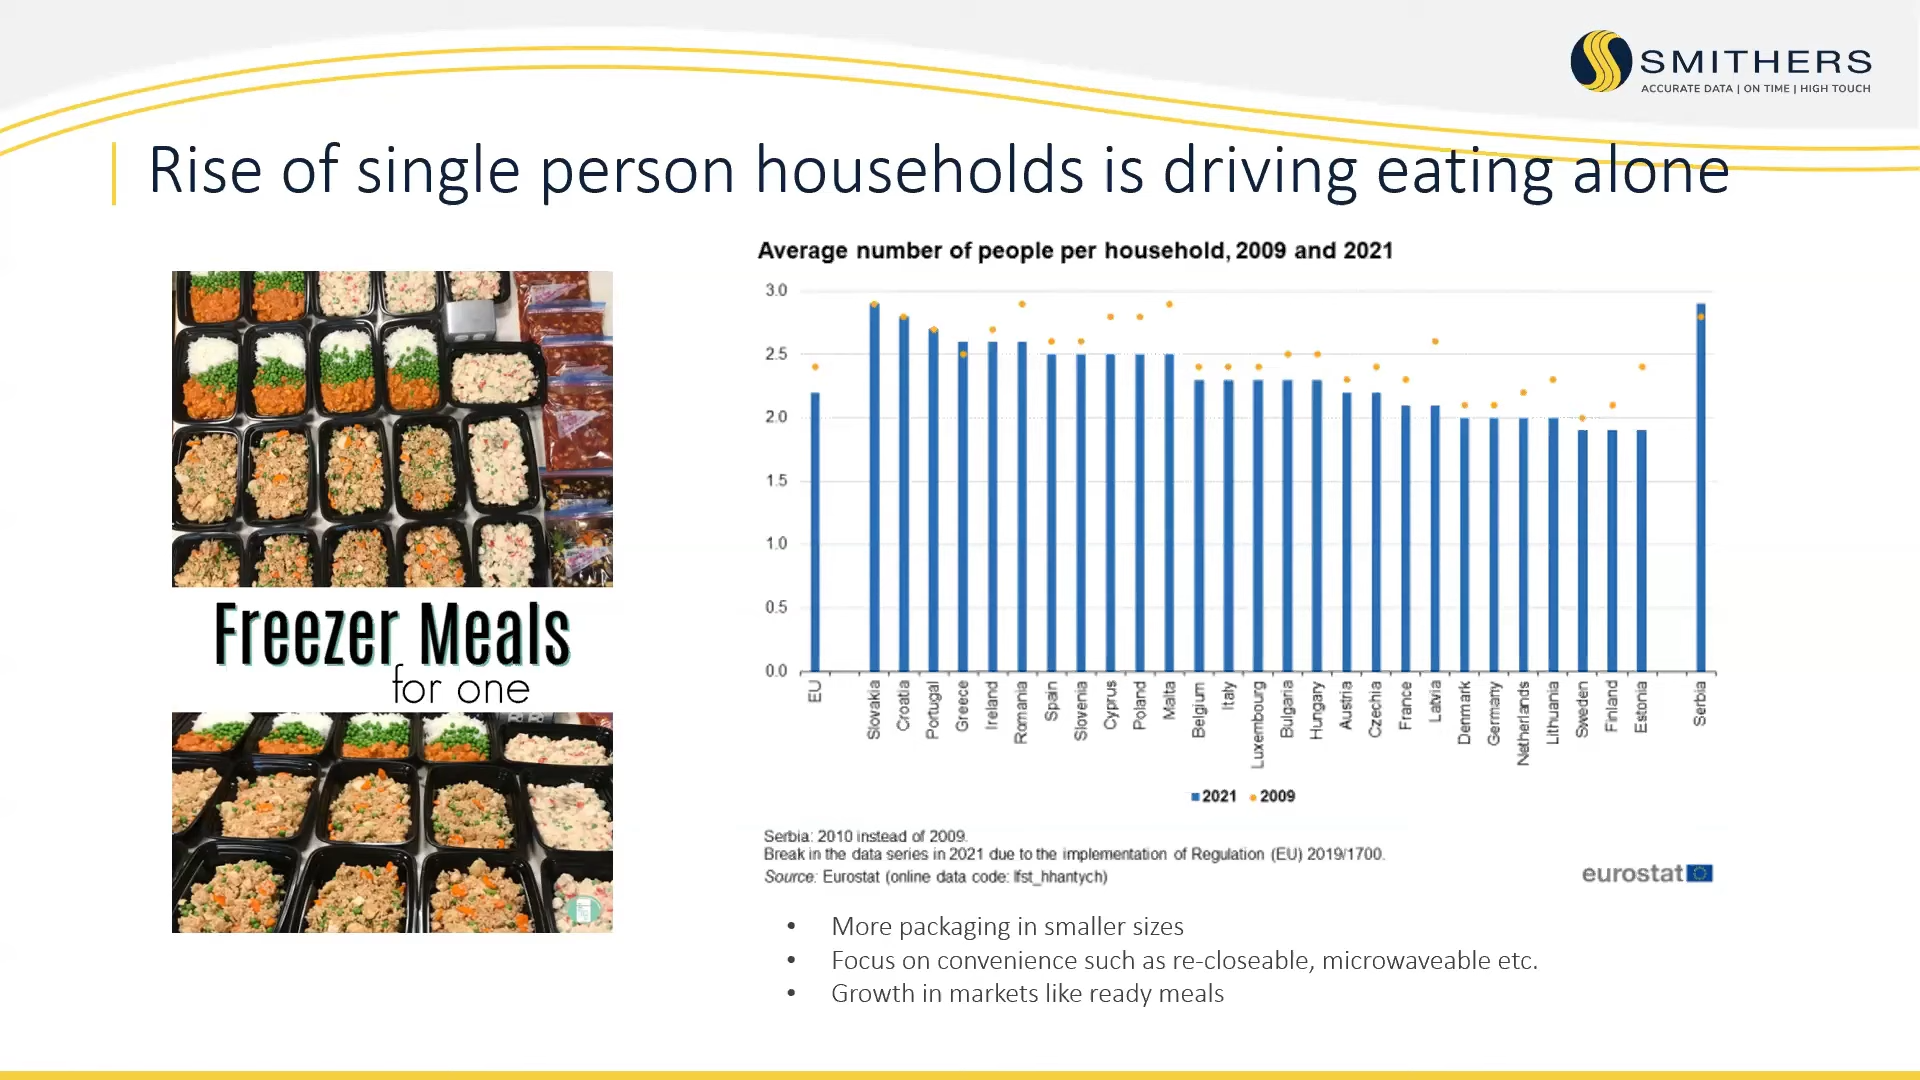 SMITHERS
ACCURATE DATA | ON TIME | HIGH TOUCH
Rise of single person households is driving eating alone
Freezer Meals
for one
Average number of people per household, 2009 and 2021
3.0
2.5
2.0
1.5
1.0
0.5
0.0
EU
Slovakia
Croatia
Portugal
Greece
Ireland
Romania
Spain
Slovenia
Cyprus
Poland
Malta
Belgium
Italy
Luxembourg
Bulgaria
Hungary
Austria
Czechia
France
Latvia
Denmark
Germany
Netherlands
Lithuania
Sweden
Finland
Estonia
Serbia
2021 2009
Serbia: 2010 instead of 2009.
Break in the data series in 2021 due to the implementation of Regulation (EU) 2019/1700.
Source: Eurostat (online data code: lfst_hhantych)
eurostat
• More packaging in smaller sizes
• Focus on convenience such as re-closeable, microwaveable etc.
• Growth in markets like ready meals